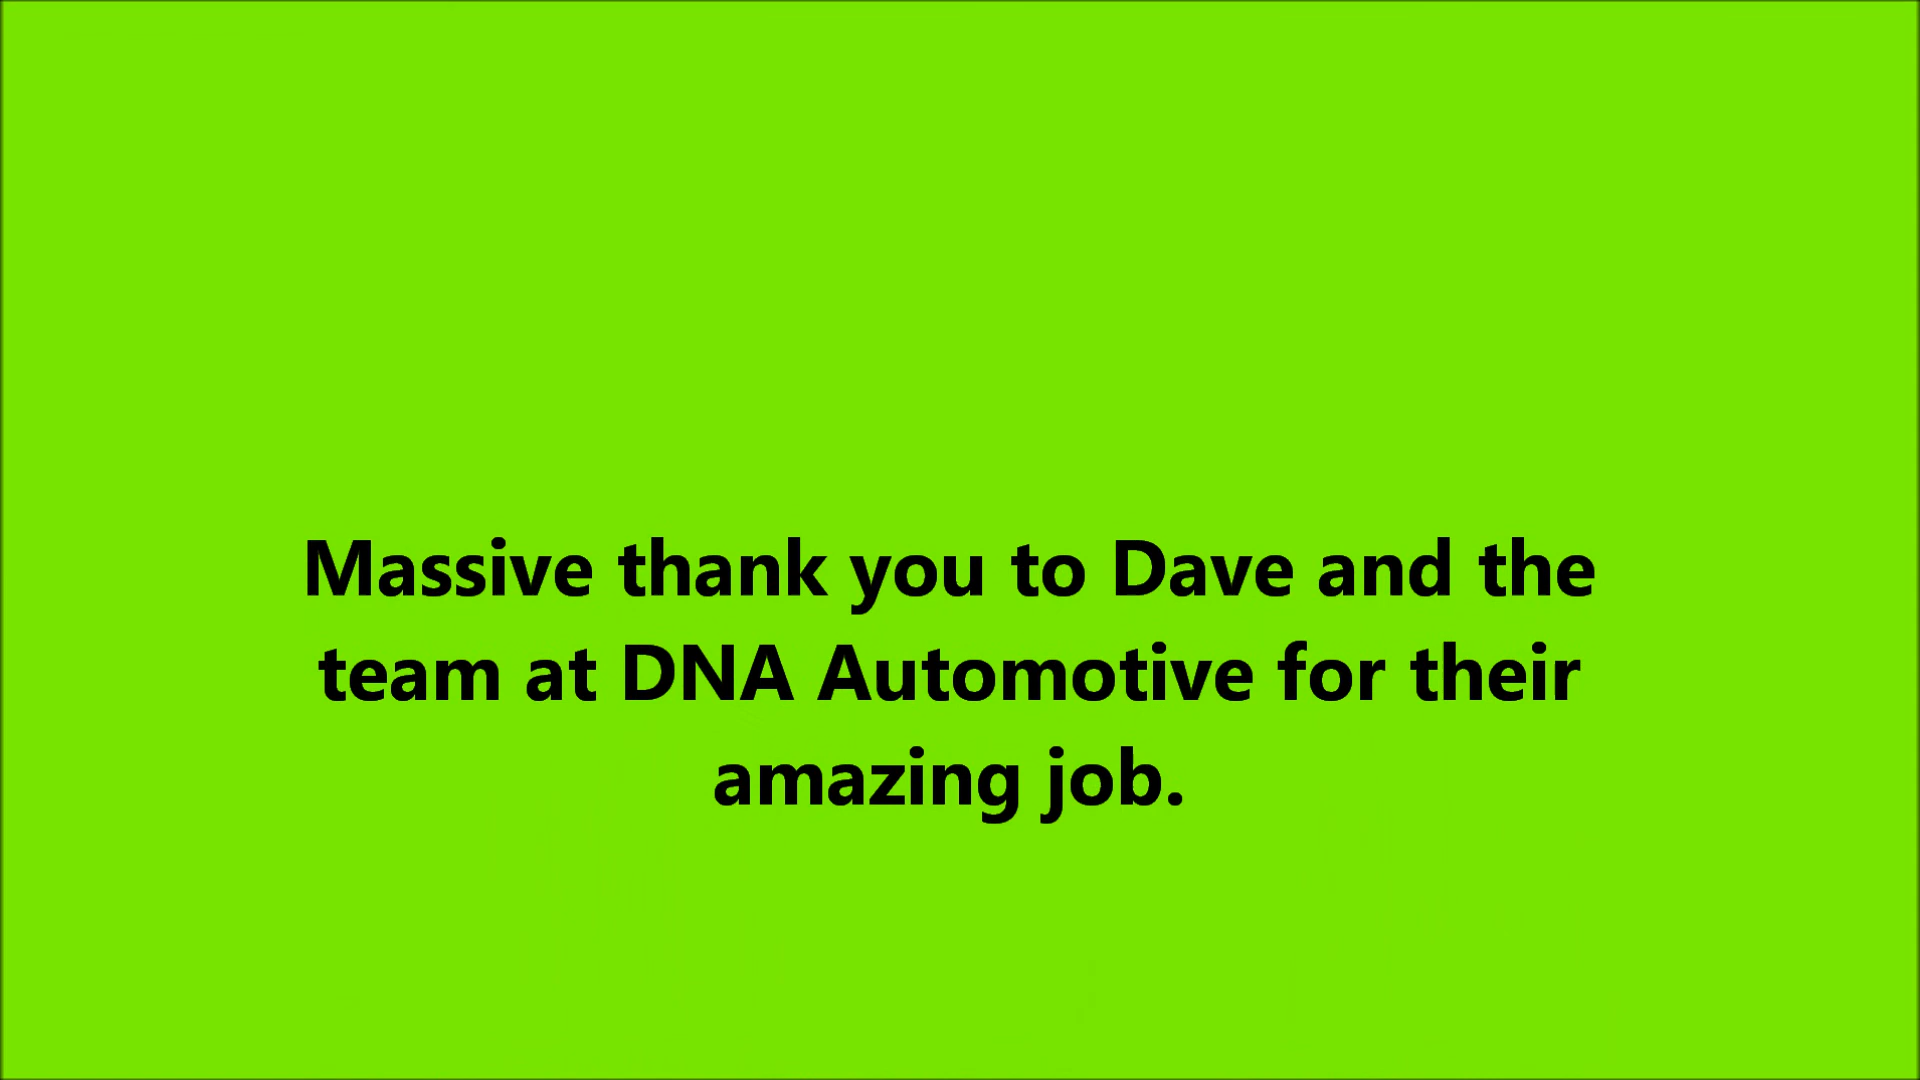 Massive thank you to Dave and the
team at DNA Automotive for their
amazing job.